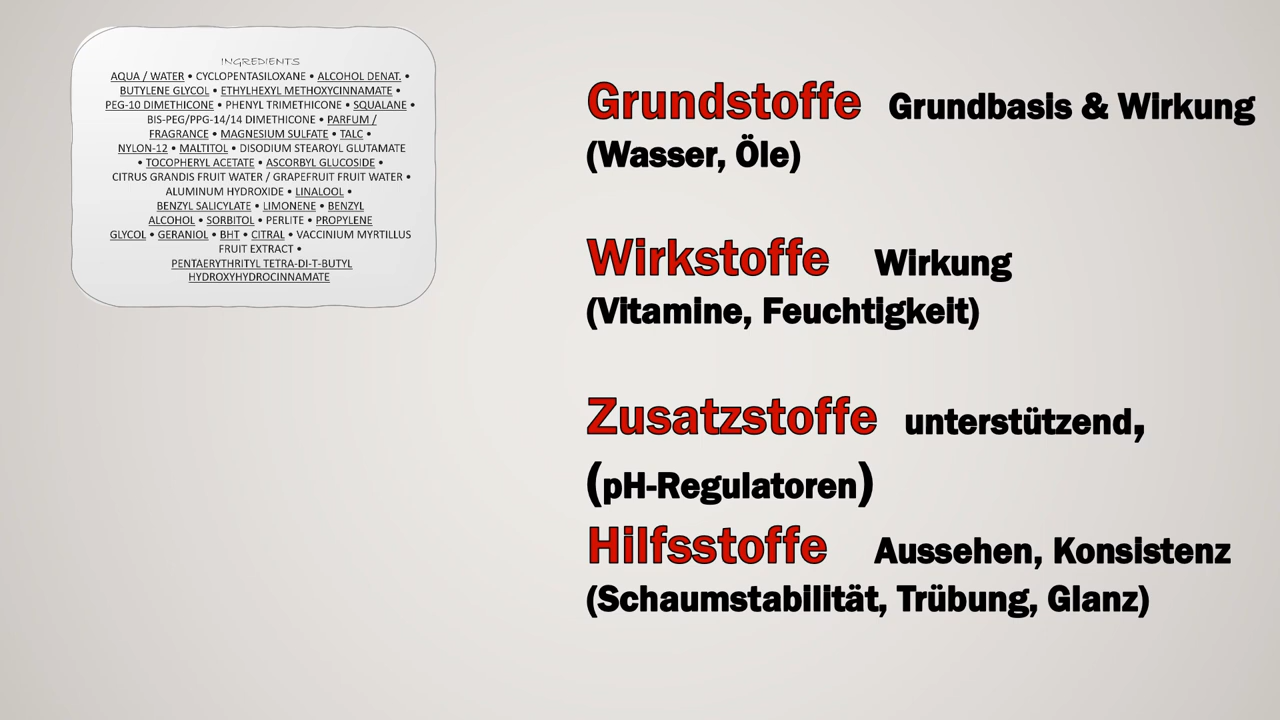 INGREDIENTS
AQUA / WATER • CYCLOPENTASILOXANE • ALCOHOL DENAT. •
BUTYLENE GLYCOL • ETHYLHEXYL METHOXYCINNAMATE •
PEG-10 DIMETHICONE • PHENYL TRIMETHICONE • SQUALANE •
BIS-PEG/PPG-14/14 DIMETHICONE • PARFUM /
FRAGRANCE • MAGNESIUM SULFATE • TALC •
NYLON-12 • MALTITOL • DISODIUM STEAROYL GLUTAMATE
• TOCOPHERYL ACETATE • ASCORBYL GLUCOSIDE •
CITRUS GRANDIS FRUIT WATER / GRAPEFRUIT FRUIT WATER •
ALUMINUM HYDROXIDE • LINALOOL •
BENZYL SALICYLATE • LIMONENE • BENZYL
ALCOHOL • SORBITOL • PERLITE • PROPYLENE
GLYCOL • GERANIOL • BHT • CITRAL • VACCINIUM MYRTILLUS
FRUIT EXTRACT •
PENTAERYTHRITYL TETRA-DI-T-BUTYL
HYDROXYHYDROCINNAMATE
Grundstoffe Grundbasis & Wirkung
(Wasser, Öle)
Wirkstoffe Wirkung
(Vitamine, Feuchtigkeit)
Zusatzstoffe unterstützend,
(pH-Regulatoren)
Hilfsstoffe Aussehen, Konsistenz
(Schaumstabilität, Trübung, Glanz)